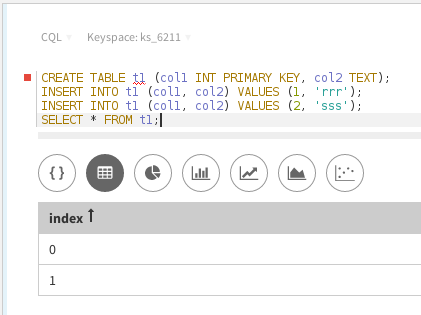 CQL Keyspace: ks_6211
CREATE TABLE t1 (col1 INT PRIMARY KEY, col2 TEXT);
INSERT INTO t1 (col1, col2) VALUES (1, 'rrr');
INSERT INTO t1 (col1, col2) VALUES (2, 'sss');
SELECT * FROM t1;
{}
index
0
1